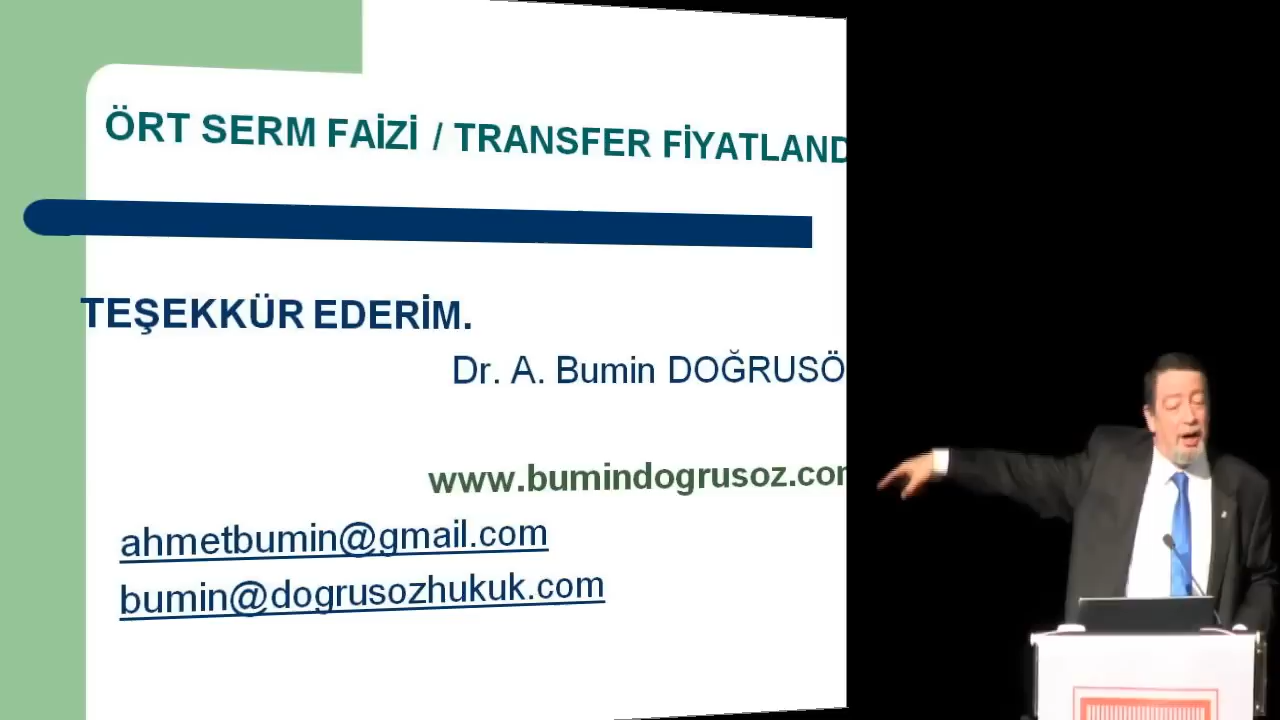 ÖRT SERM FAİZİ / TRANSFER FİYATLAND
TEŞEKKÜR EDERİM.
Dr. A. Bumin DOĞRUSÖ
www.bumindogrusoz.com
ahmetbumin@gmail.com
bumin@dogrusozhukuk.com